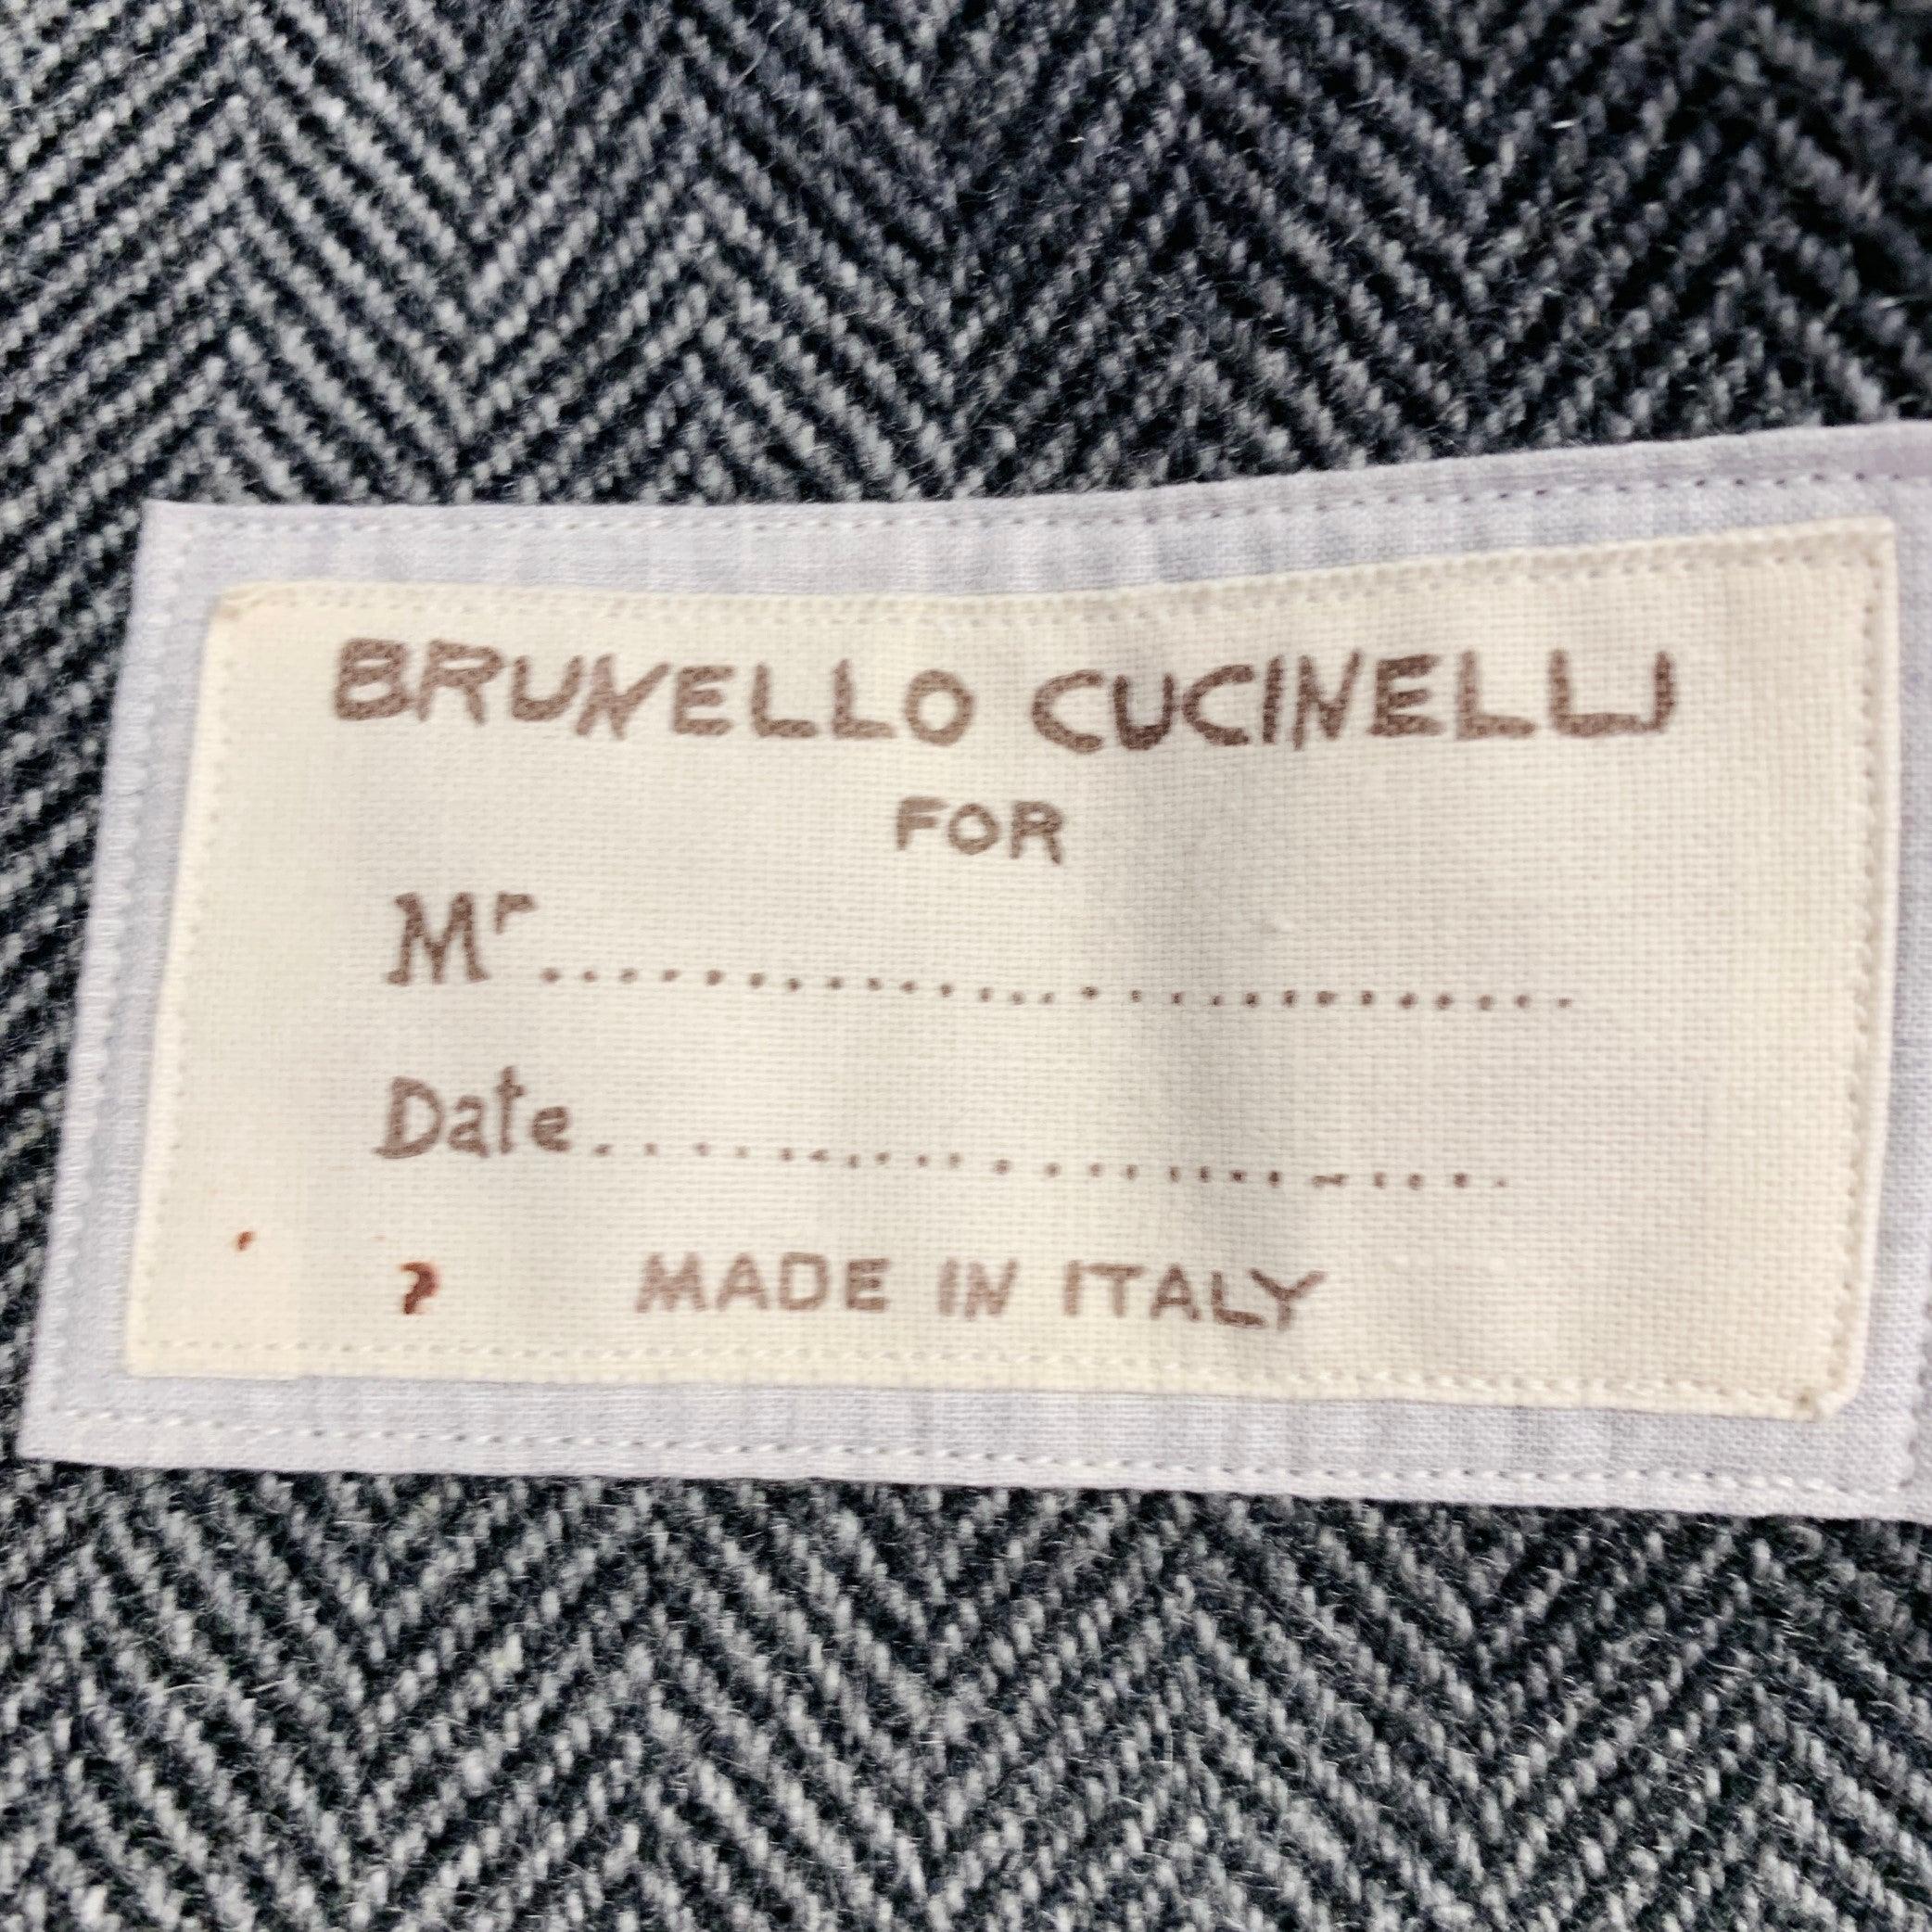 BRUNELLO CUCINELLI
FOR
Mr..........................
Date........................
MADE IN ITALY